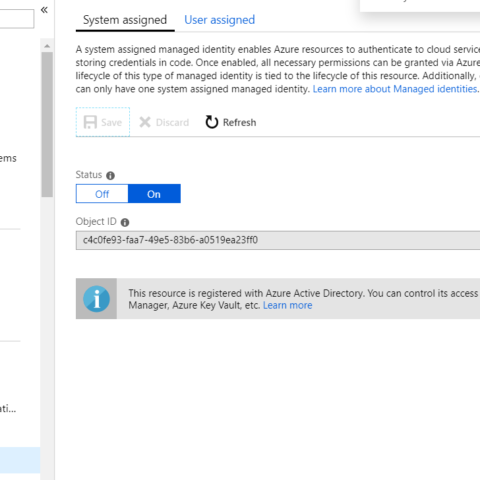 System assigned User assigned
A system assigned managed identity enables Azure resources to authenticate to cloud service
storing credentials in code. Once enabled, all necessary permissions can be granted via Azure
lifecycle of this type of managed identity is tied to the lifecycle of this resource. Additionally,
can only have one system assigned managed identity. Learn more about Managed identities.
Save Discard Refresh
ems
Status
Off On
Object ID
c4c0fe93-faa7-49e5-83b6-a0519ea23ff0
This resource is registered with Azure Active Directory. You can control its access
Manager, Azure Key Vault, etc. Learn more
ati...